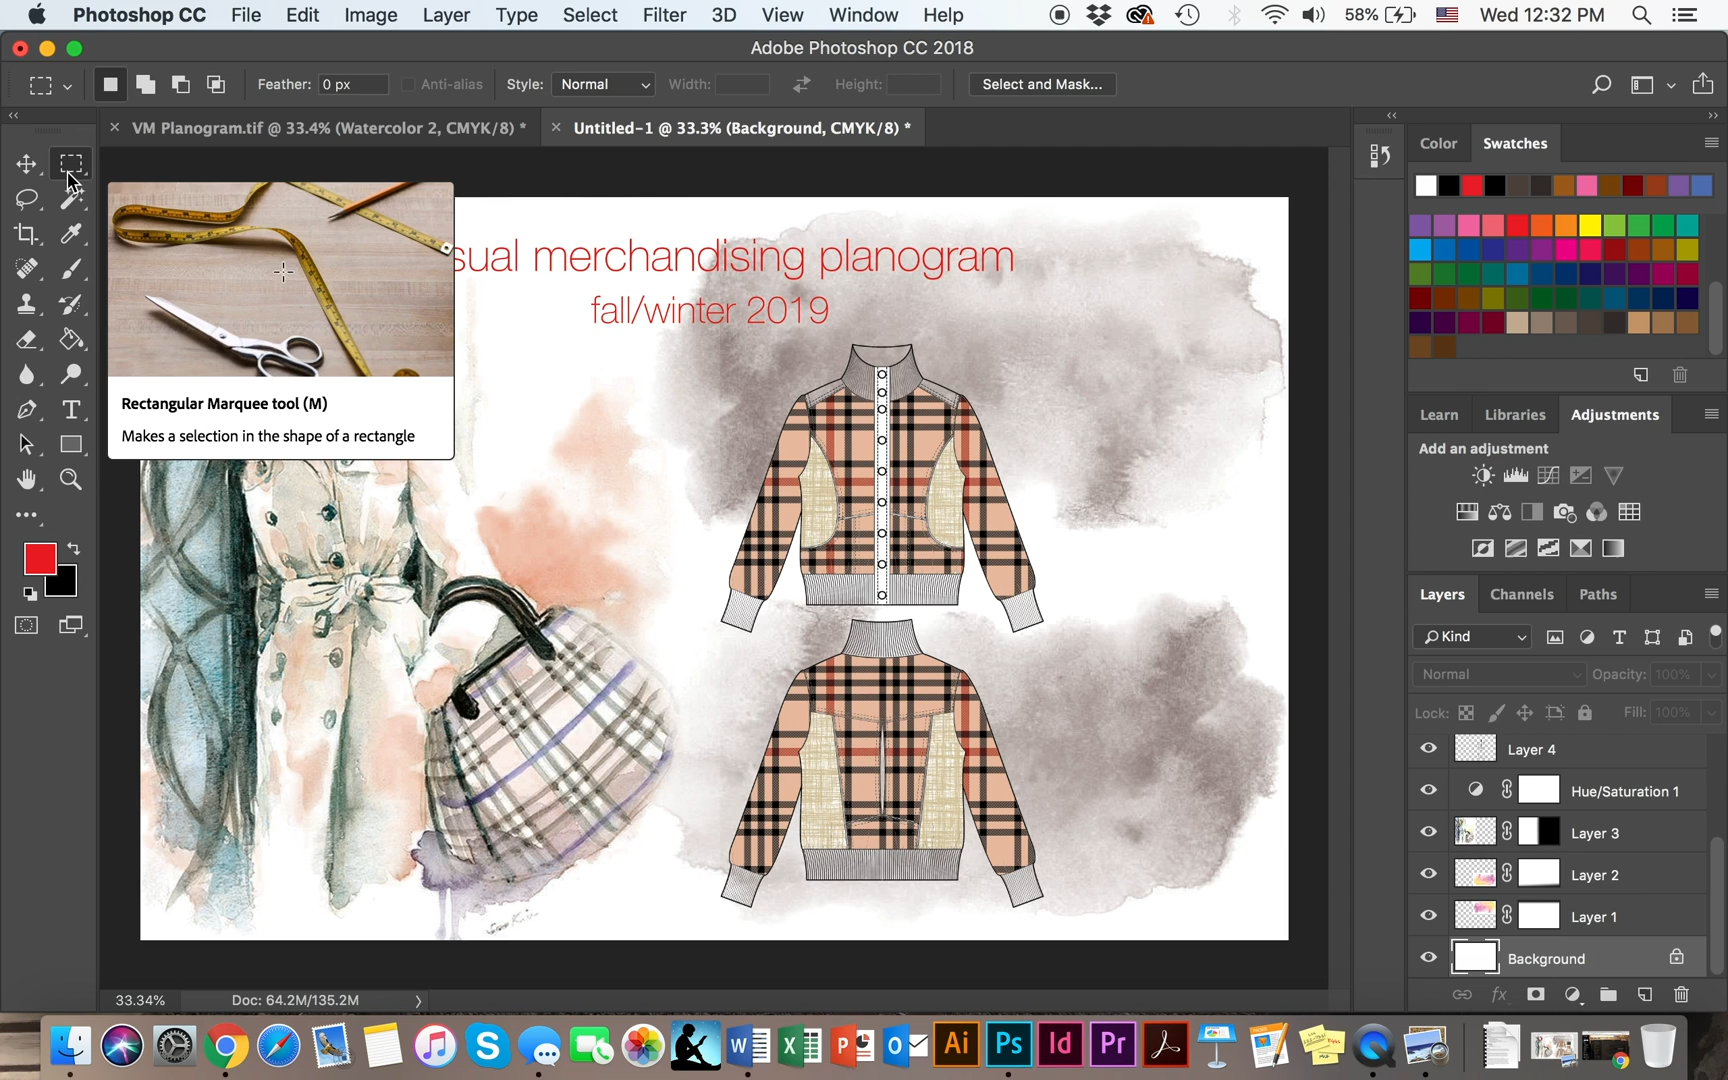 Photoshop CC File Edit Image Layer Type Select Filter 3D View Window Help 58% Wed 12:32 PM
Adobe Photoshop CC 2018
Feather: 0 px Anti-alias Style: Normal Width: Height: Select and Mask...
VM Planogram.tif @ 33.4% (Watercolor 2, CMYK/8) * Untitled-1 @ 33.3% (Background, CMYK/8) *
Color Swatches
sual merchandising planogram
fall/winter 2019
Rectangular Marquee tool (M)
Makes a selection in the shape of a rectangle
Learn Libraries Adjustments
Add an adjustment
Layers Channels Paths
Kind
Normal Opacity: 100%
Lock: Fill: 100%
Layer 4
Hue/Saturation 1
Layer 3
Layer 2
Layer 1
Background
33.34% Doc: 64.2M/135.2M
Ai Ps Id Pr